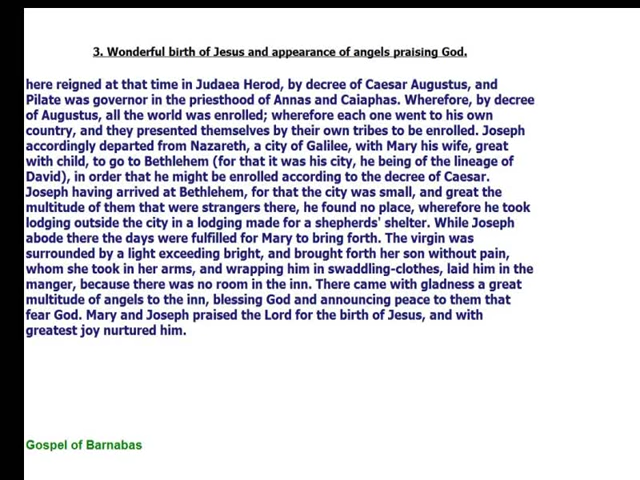 3. Wonderful birth of Jesus and appearance of angels praising God.
here reigned at that time in Judaea Herod, by decree of Caesar Augustus, and
Pilate was governor in the priesthood of Annas and Caiaphas. Wherefore, by decree
of Augustus, all the world was enrolled; wherefore each one went to his own
country, and they presented themselves by their own tribes to be enrolled. Joseph
accordingly departed from Nazareth, a city of Galilee, with Mary his wife, great
with child, to go to Bethlehem (for that it was his city, he being of the lineage of
David), in order that he might be enrolled according to the decree of Caesar.
Joseph having arrived at Bethlehem, for that the city was small, and great the
multitude of them that were strangers there, he found no place, wherefore he took
lodging outside the city in a lodging made for a shepherds' shelter. While Joseph
abode there the days were fulfilled for Mary to bring forth. The virgin was
surrounded by a light exceeding bright, and brought forth her son without pain,
whom she took in her arms, and wrapping him in swaddling-clothes, laid him in the
manger, because there was no room in the inn. There came with gladness a great
multitude of angels to the inn, blessing God and announcing peace to them that
fear God. Mary and Joseph praised the Lord for the birth of Jesus, and with
greatest joy nurtured him.
Gospel of Barnabas